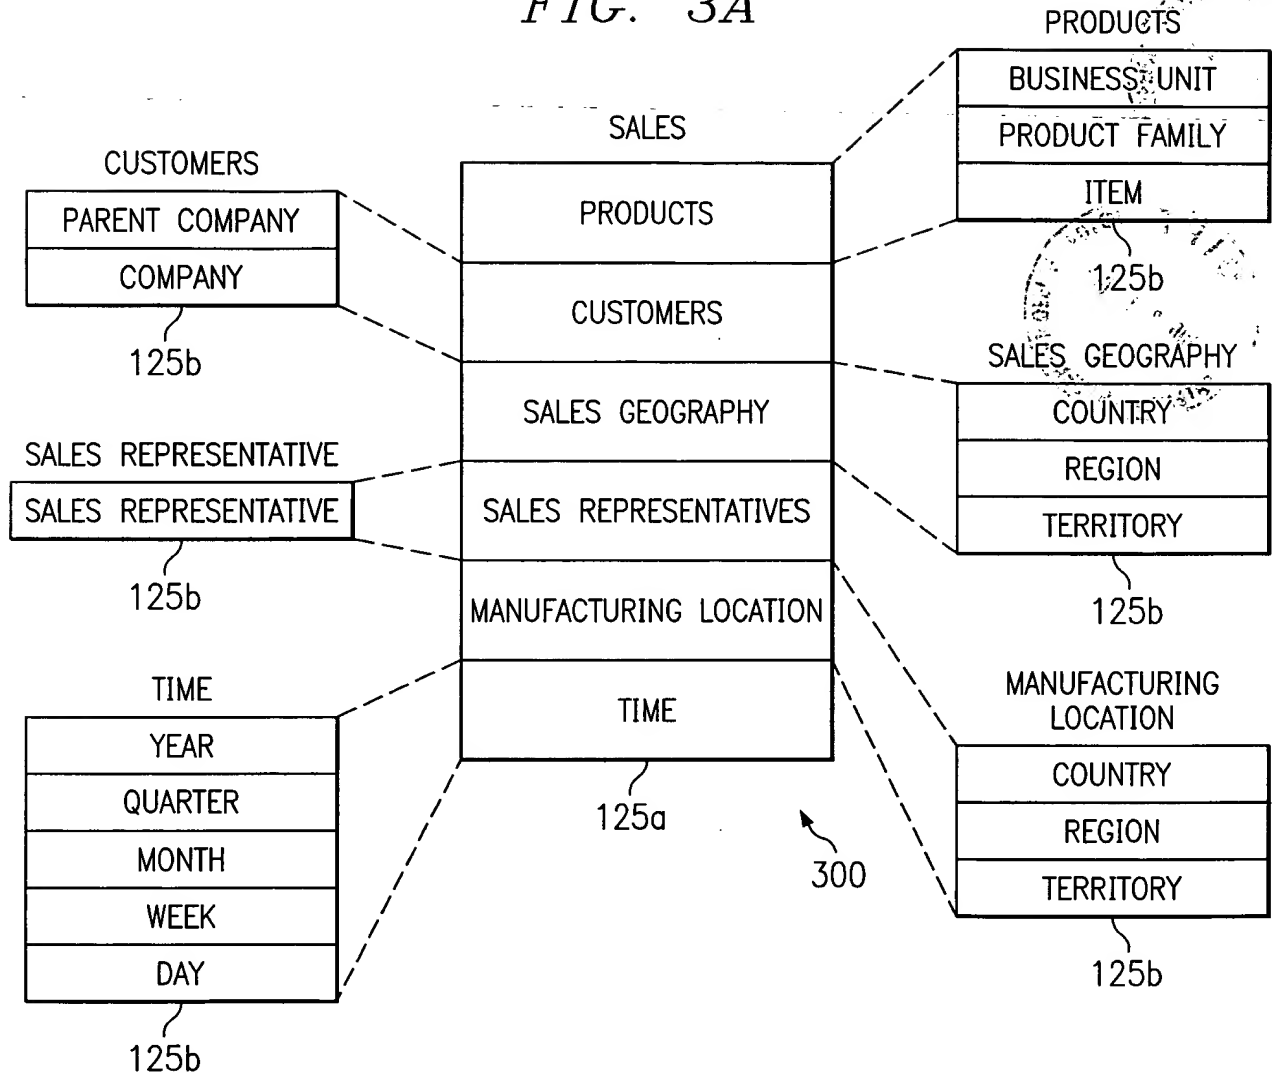 FIG. 3A
PRODUCTS
BUSINESS UNIT
PRODUCT FAMILY
ITEM
125b
SALES
PRODUCTS
CUSTOMERS
SALES GEOGRAPHY
SALES REPRESENTATIVES
MANUFACTURING LOCATION
TIME
125a
300
CUSTOMERS
PARENT COMPANY
COMPANY
125b
SALES REPRESENTATIVE
SALES REPRESENTATIVE
125b
TIME
YEAR
QUARTER
MONTH
WEEK
DAY
125b
SALES GEOGRAPHY
COUNTRY
REGION
TERRITORY
125b
MANUFACTURING
LOCATION
COUNTRY
REGION
TERRITORY
125b